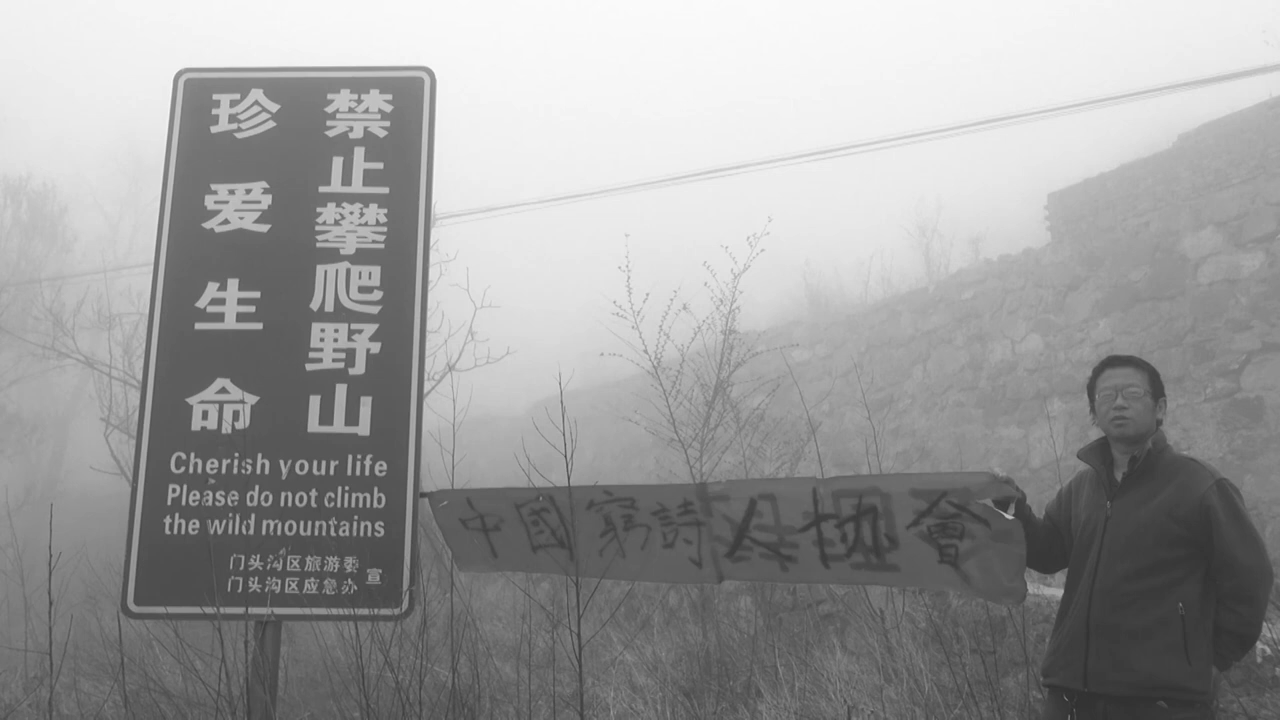 禁止攀爬野山
珍爱生命
Cherish your life
Please do not climb
the wild mountains
门头沟区旅游委
门头沟区应急办
宣
中國窮詩人协會